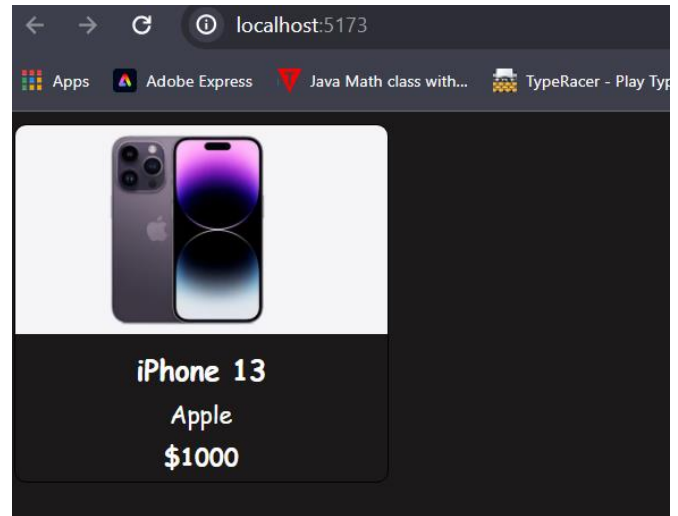 localhost:5173
Apps Adobe Express Java Math class with... TypeRacer - Play Typ
iPhone 13
Apple
$1000